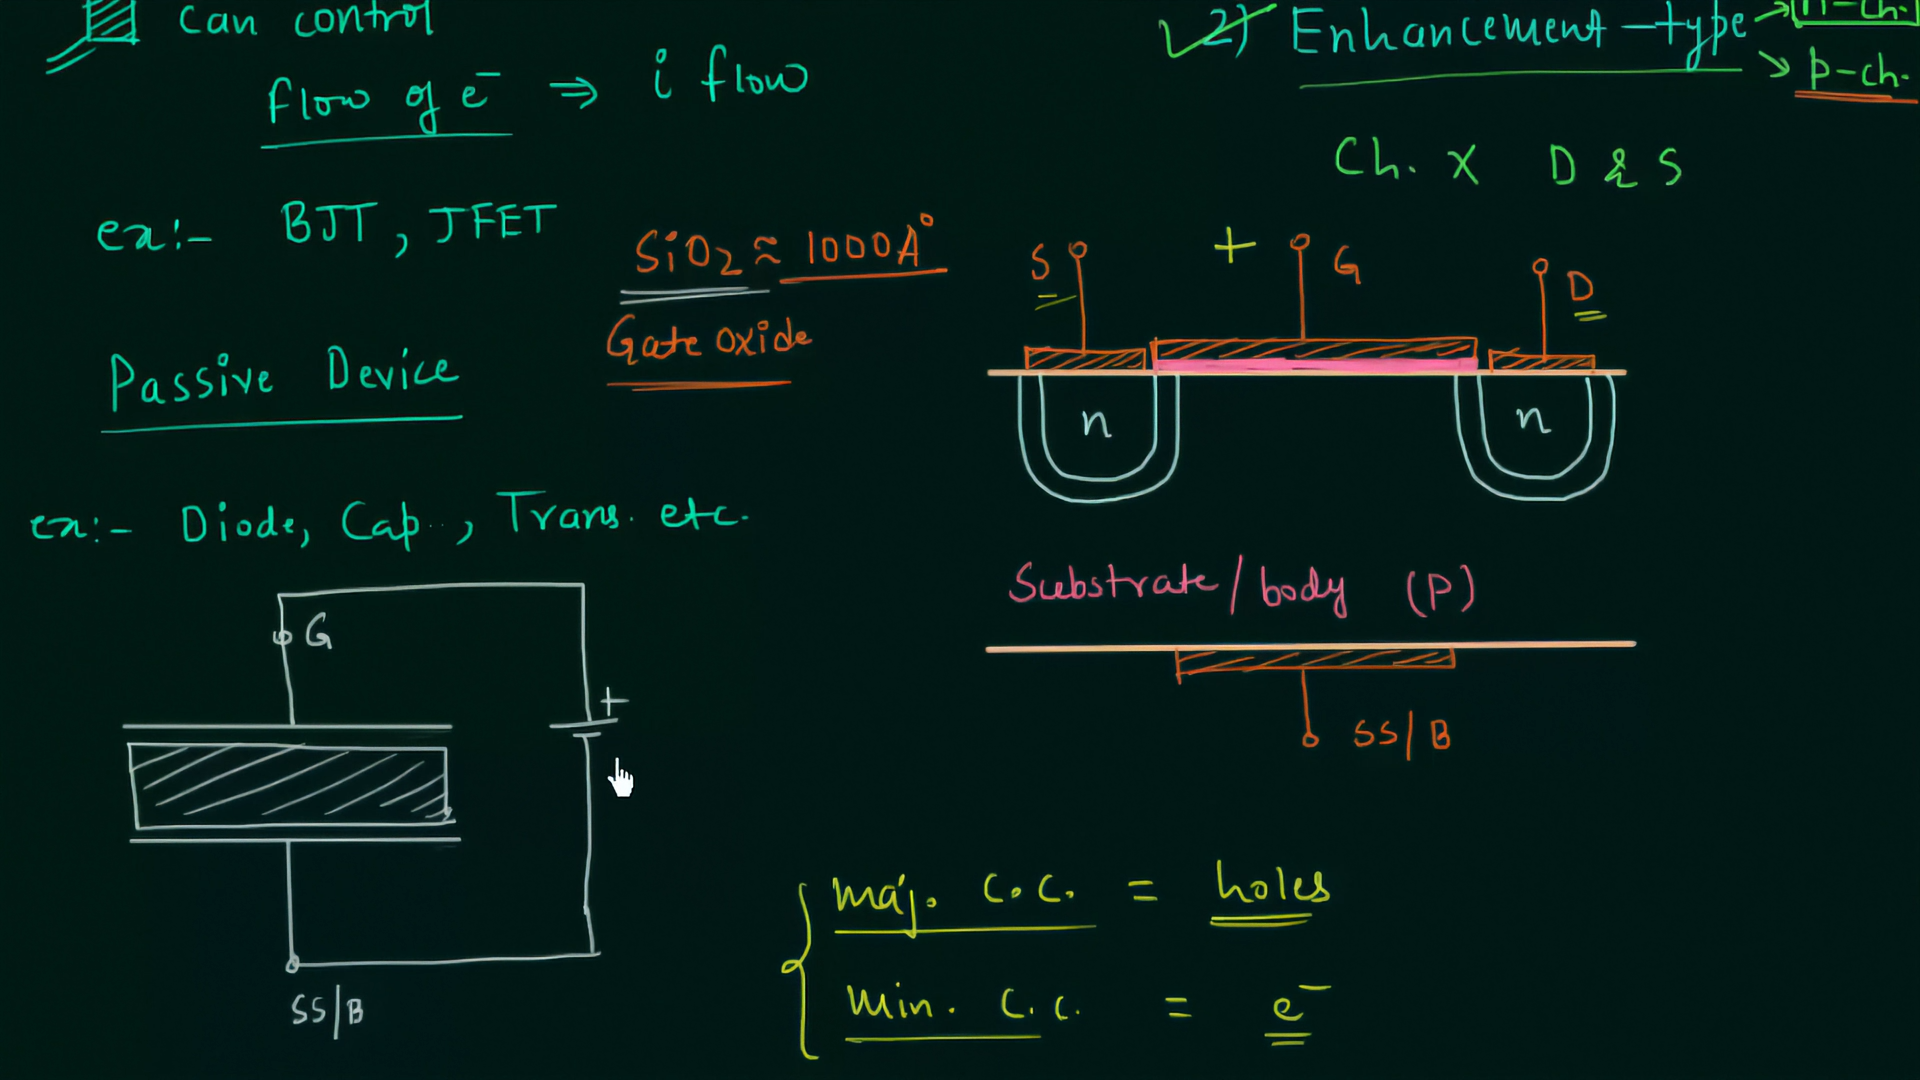 can control
flow of e⁻ ⇒ i flow
ex:- BJT, JFET
SiO2 ≈ 1000A°
Gate oxide
Passive Device
ex:- Diode, Cap.., Trans. etc.
G
+
SS/B
2) Enhancement-type → n-ch.
↘ p-ch.
Ch. X D & S
S + G D
n n
Substrate/body (P)
SS/B
maj. c.c. = holes
min. c.c. = e⁻